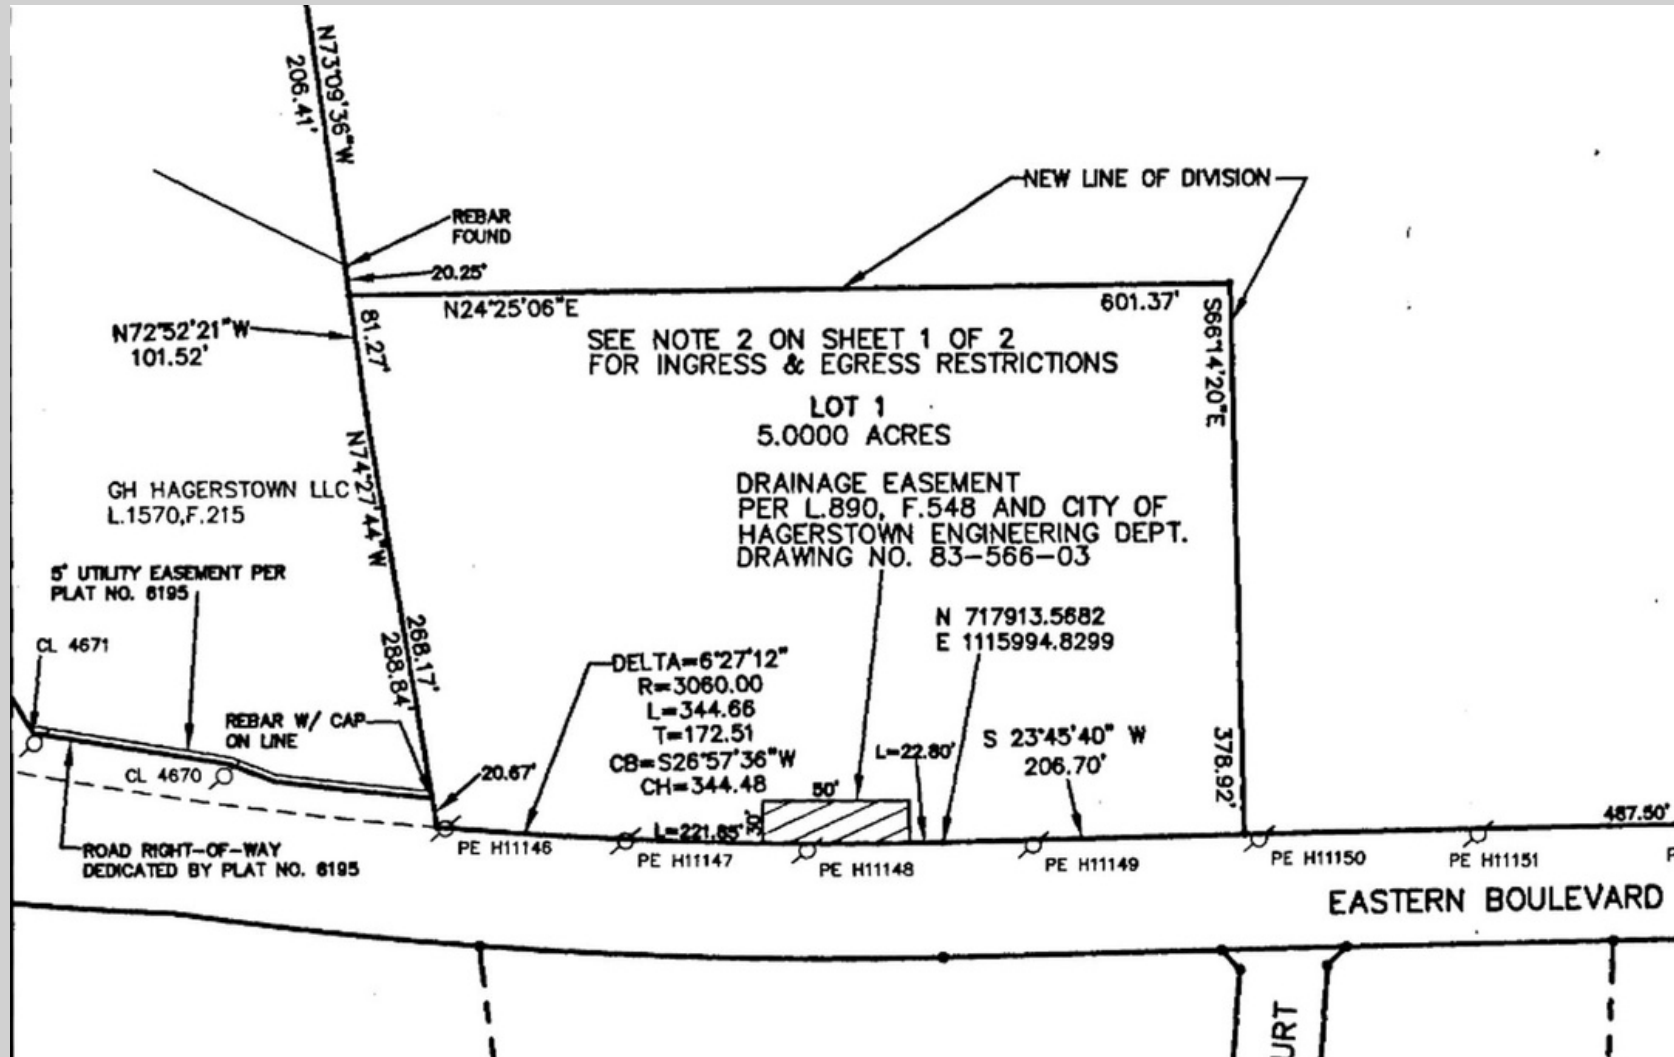 N73°09'36"W
206.41'
NEW LINE OF DIVISION
REBAR
FOUND
20.25'
N24°25'06"E
601.37'
N72°52'21"W
101.52'
81.27'
S66°14'20"E
SEE NOTE 2 ON SHEET 1 OF 2
FOR INGRESS & EGRESS RESTRICTIONS
LOT 1
5.0000 ACRES
N74°27'44"W
GH HAGERSTOWN LLC
L.1570,F.215
DRAINAGE EASEMENT
PER L.890, F.548 AND CITY OF
HAGERSTOWN ENGINEERING DEPT.
DRAWING NO. 83-566-03
5' UTILITY EASEMENT PER
PLAT NO. 6195
N 717913.5682
E 1115994.8299
CL 4671
268.17'
288.84'
DELTA=6°27'12"
R=3060.00
L=344.66
T=172.51
CB=S26°57'36"W
CH=344.48
REBAR W/ CAP
ON LINE
L=22.80'
S 23°45'40" W
206.70'
378.92'
CL 4670
20.67'
50'
30'
L=221.85'
487.50'
PE H11146
PE H11147
PE H11148
PE H11149
PE H11150
PE H11151
P
ROAD RIGHT-OF-WAY
DEDICATED BY PLAT NO. 6195
EASTERN BOULEVARD
URT